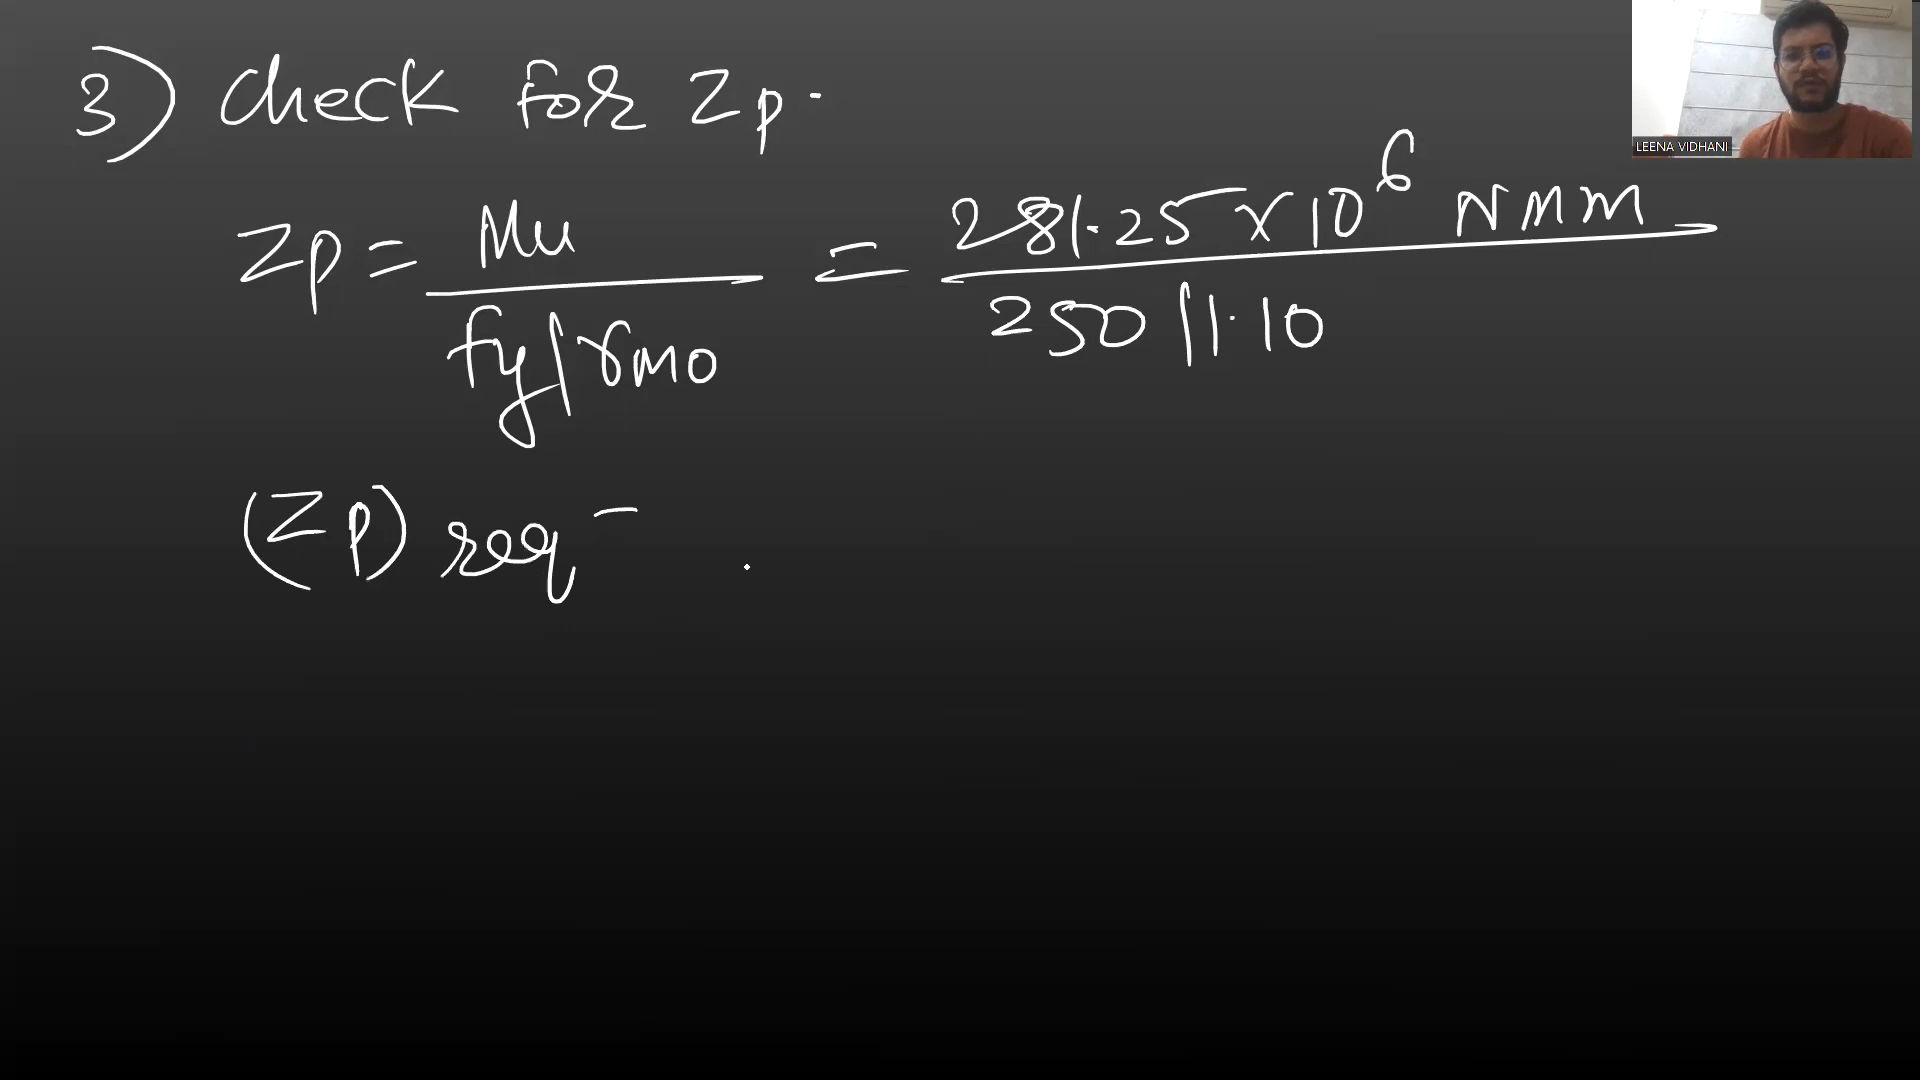 3) Check for Zp.
LEENA VIDHANI
Zp = Mu / fy/γmo = 281.25 x 10^6 Nmm / 250/1.10
(Zp) req -